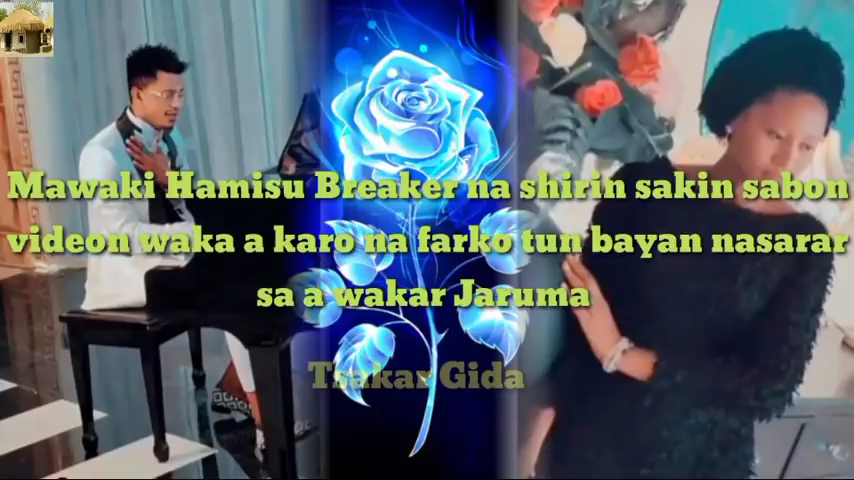 Mawaki Hamisu Breaker na shirin sakin sabon
videon waka a karo na farko tun bayan nasarar
sa a wakar Jaruma
Tsakar Gida